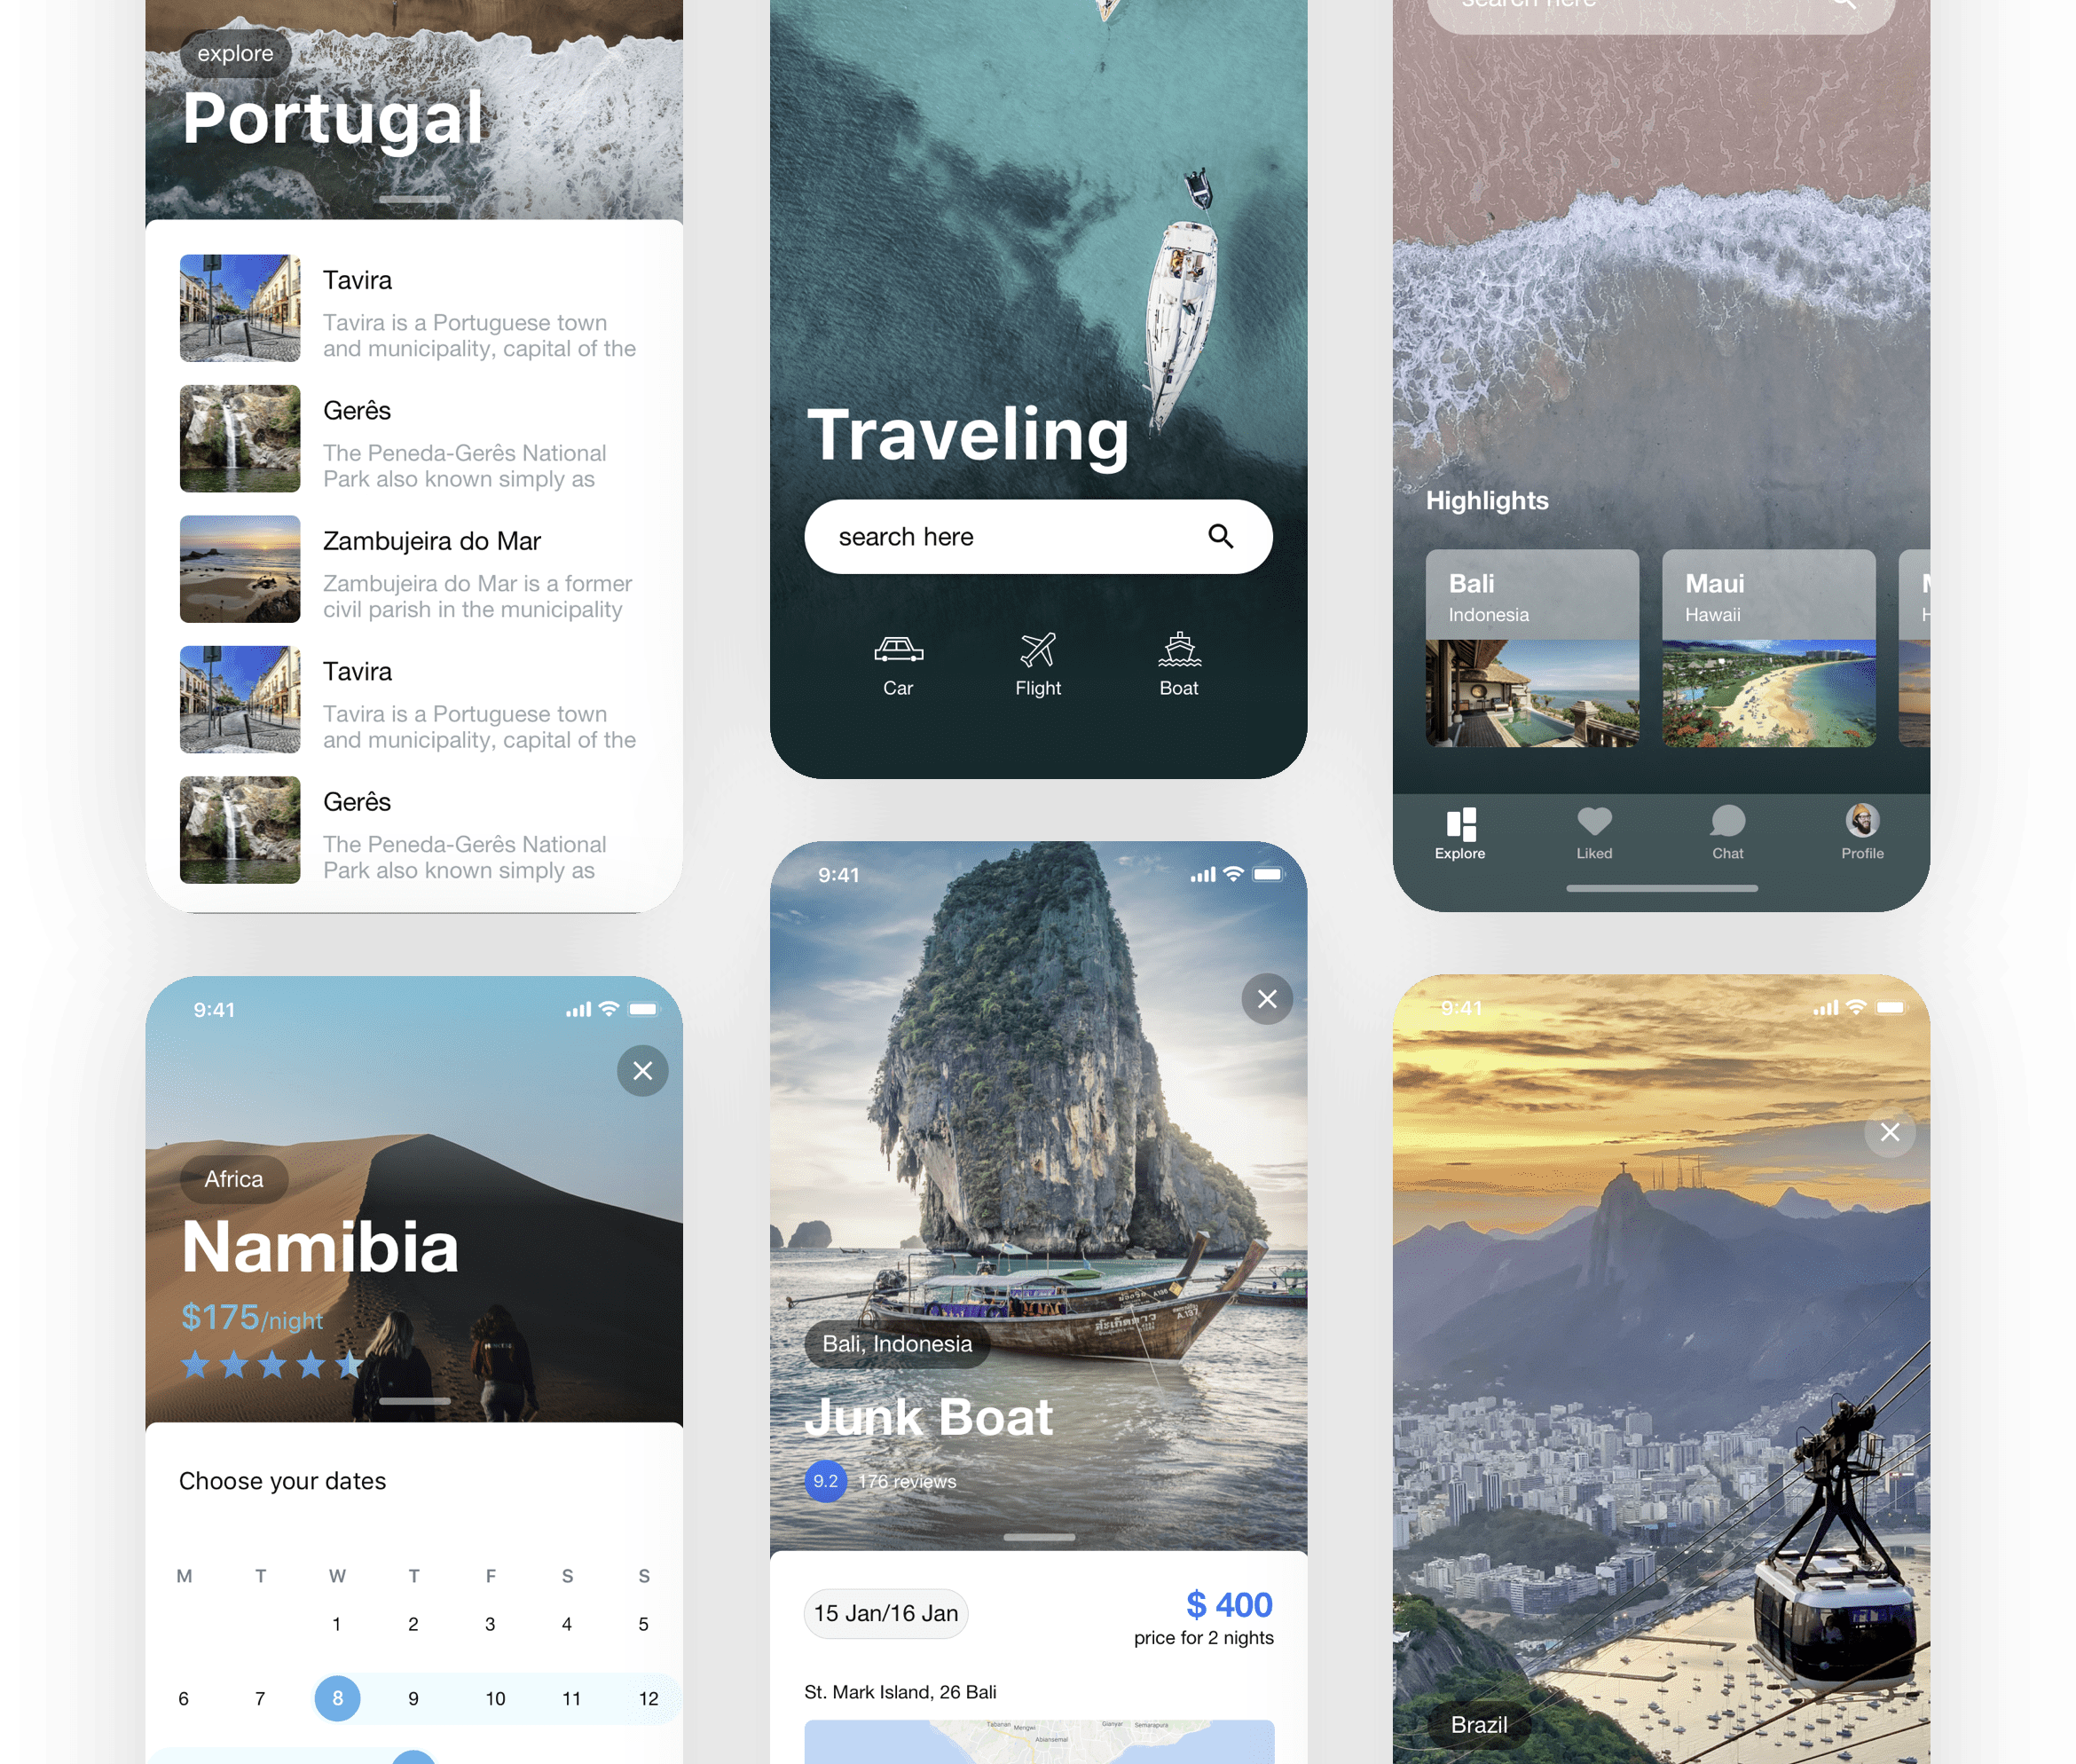 explore
Portugal
Tavira
Tavira is a Portuguese town
and municipality, capital of the
Gerês
The Peneda-Gerês National
Park also known simply as
Zambujeira do Mar
Zambujeira do Mar is a former
civil parish in the municipality
Tavira
Tavira is a Portuguese town
and municipality, capital of the
Gerês
The Peneda-Gerês National
Park also known simply as
9:41
Africa
Namibia
$175/night
Choose your dates
M T W T F S S
1 2 3 4 5
6 7 8 9 10 11 12
Traveling
search here
Car Flight Boat
9:41
Bali, Indonesia
Junk Boat
9.2 176 reviews
15 Jan/16 Jan
$ 400
price for 2 nights
St. Mark Island, 26 Bali
Tabanan Mengwi Gianyar Semarapura
Abiansemal
search here
Highlights
Bali
Indonesia
Maui
Hawaii
Explore Liked Chat Profile
9:41
Brazil